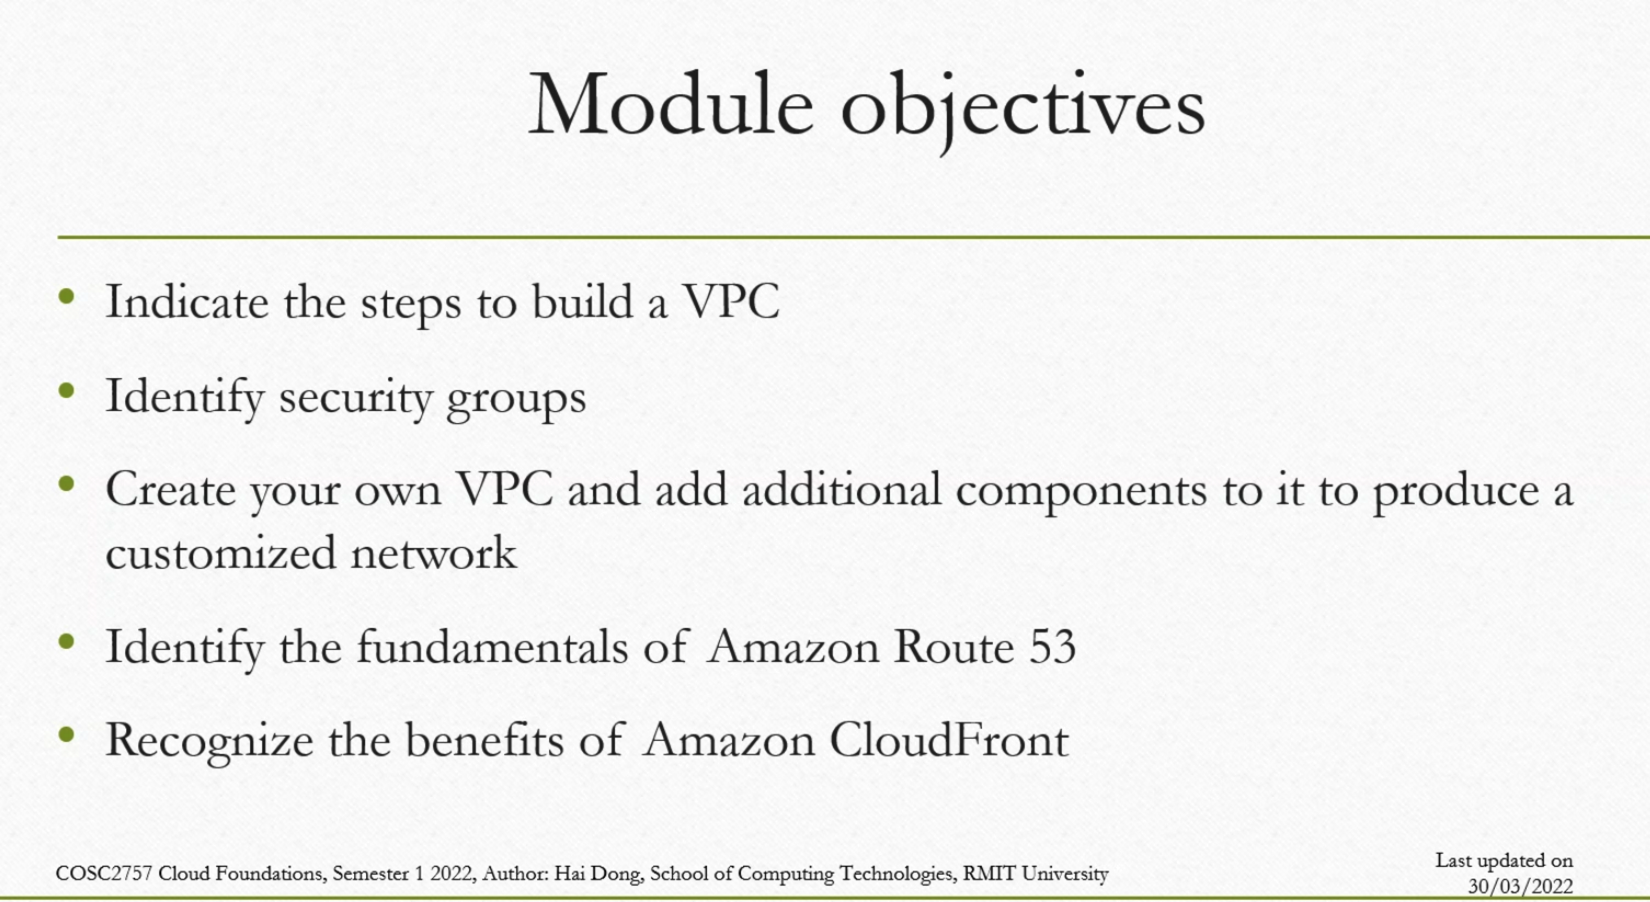 Module objectives
• Indicate the steps to build a VPC
• Identify security groups
• Create your own VPC and add additional components to it to produce a
customized network
• Identify the fundamentals of Amazon Route 53
• Recognize the benefits of Amazon CloudFront
COSC2757 Cloud Foundations, Semester 1 2022, Author: Hai Dong, School of Computing Technologies, RMIT University
Last updated on
30/03/2022